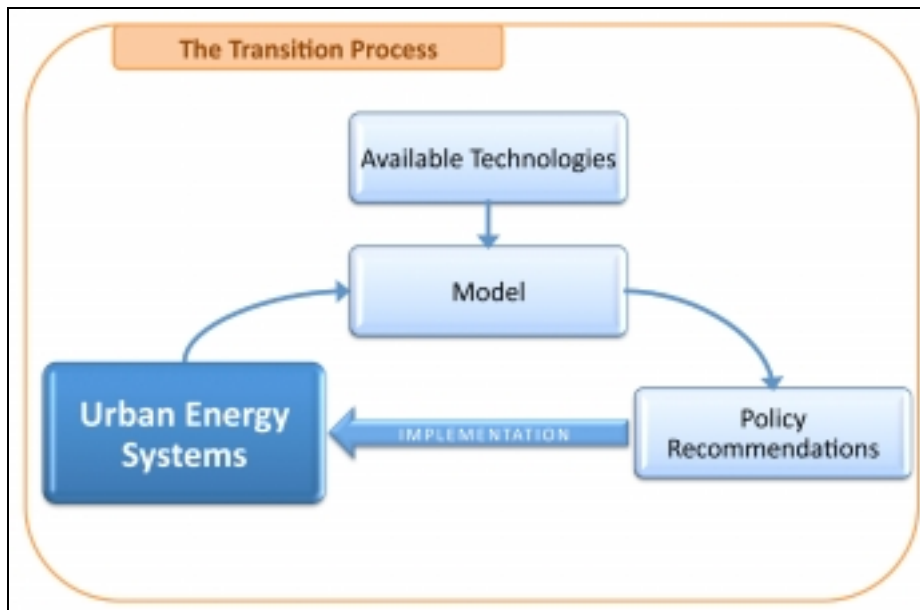 The Transition Process
Available Technologies
Model
Urban Energy
Systems
IMPLEMENTATION
Policy
Recommendations